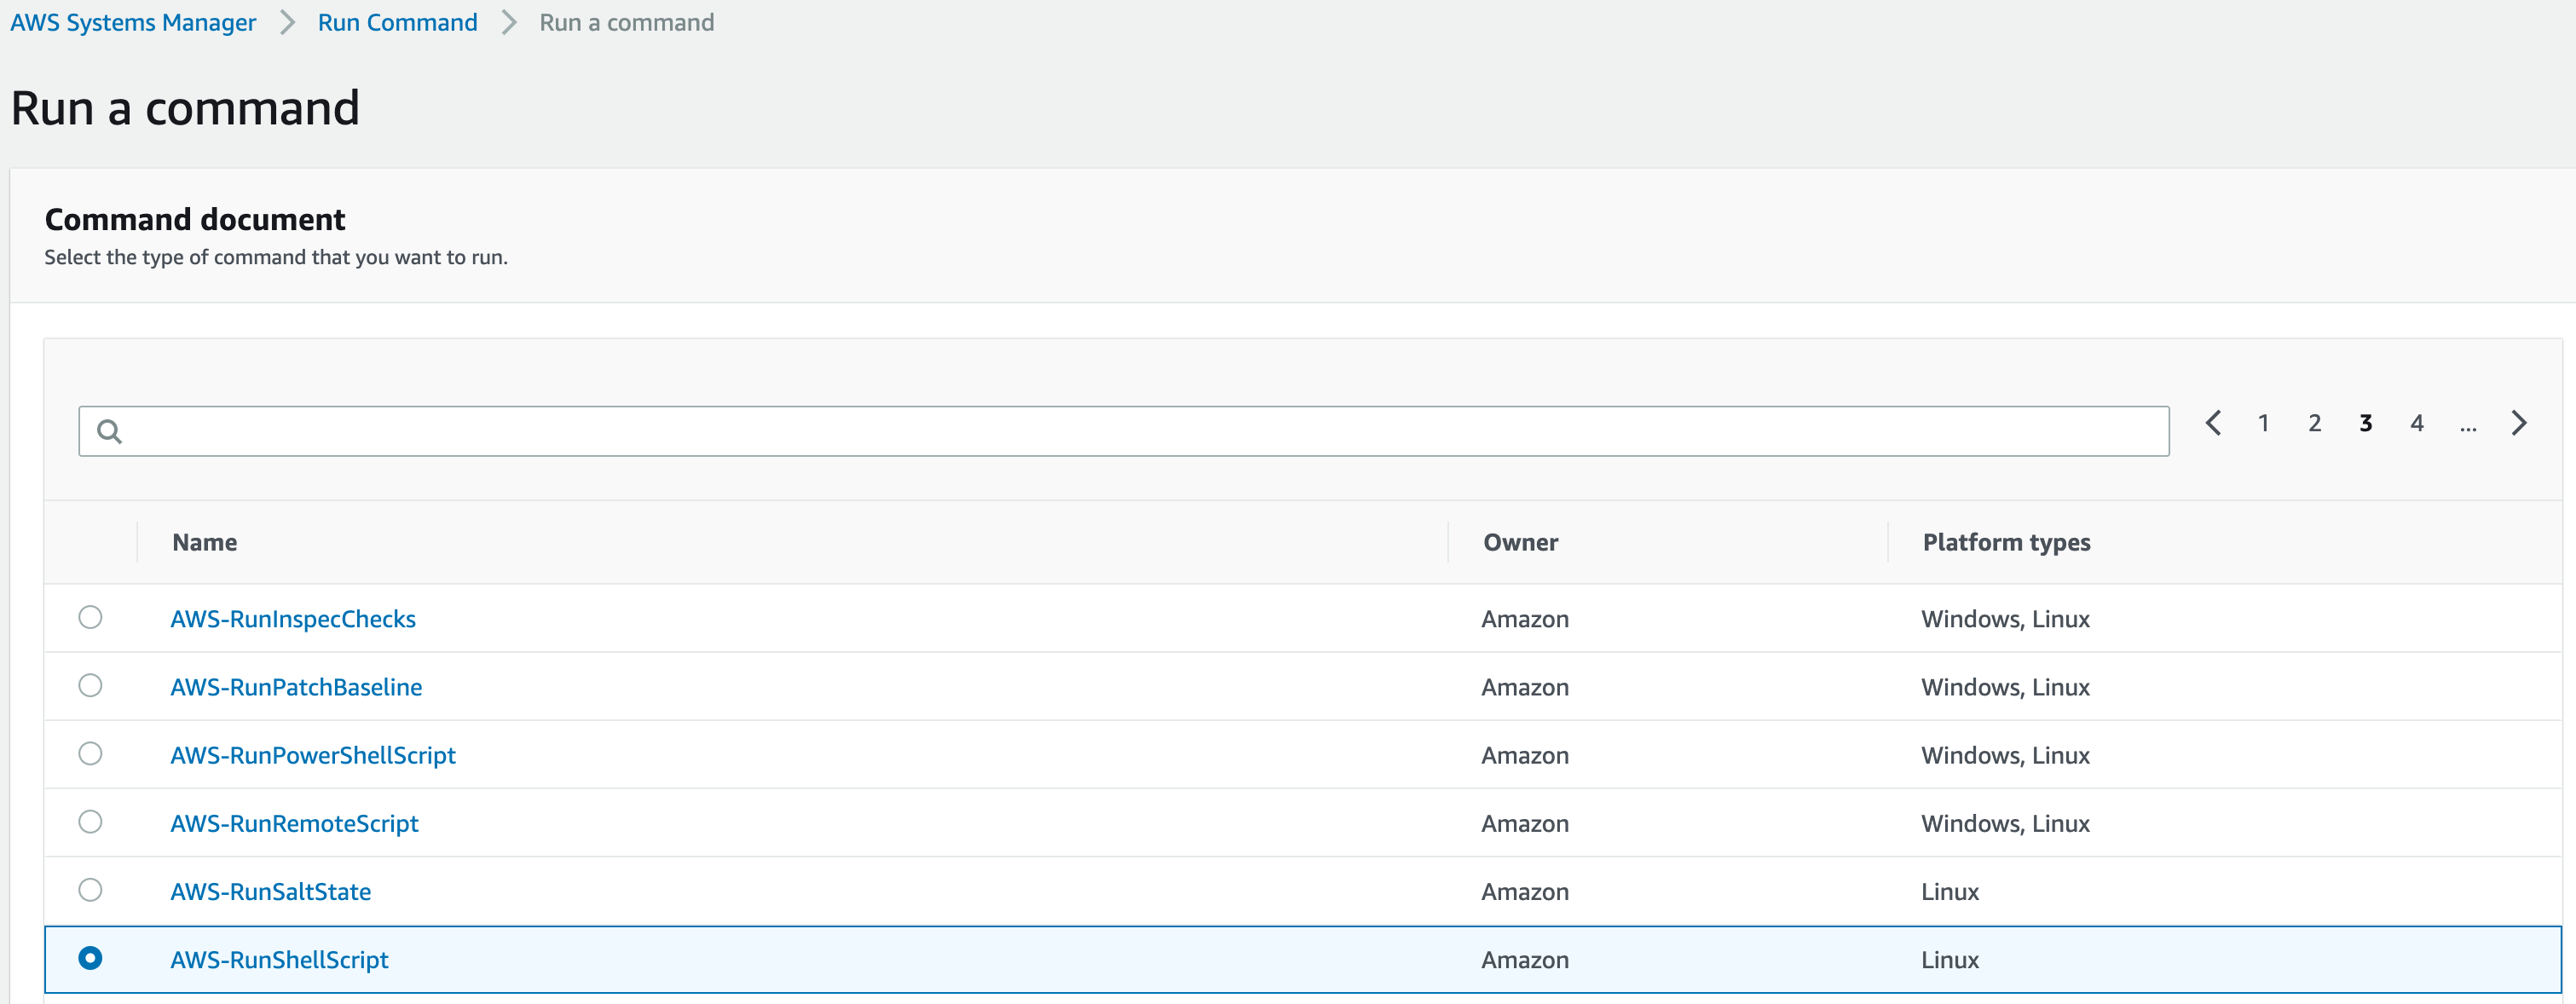 AWS Systems Manager > Run Command > Run a command
Run a command
Command document
Select the type of command that you want to run.
1 2 3 4 ...
Name Owner Platform types
AWS-RunInspecChecks Amazon Windows, Linux
AWS-RunPatchBaseline Amazon Windows, Linux
AWS-RunPowerShellScript Amazon Windows, Linux
AWS-RunRemoteScript Amazon Windows, Linux
AWS-RunSaltState Amazon Linux
AWS-RunShellScript Amazon Linux